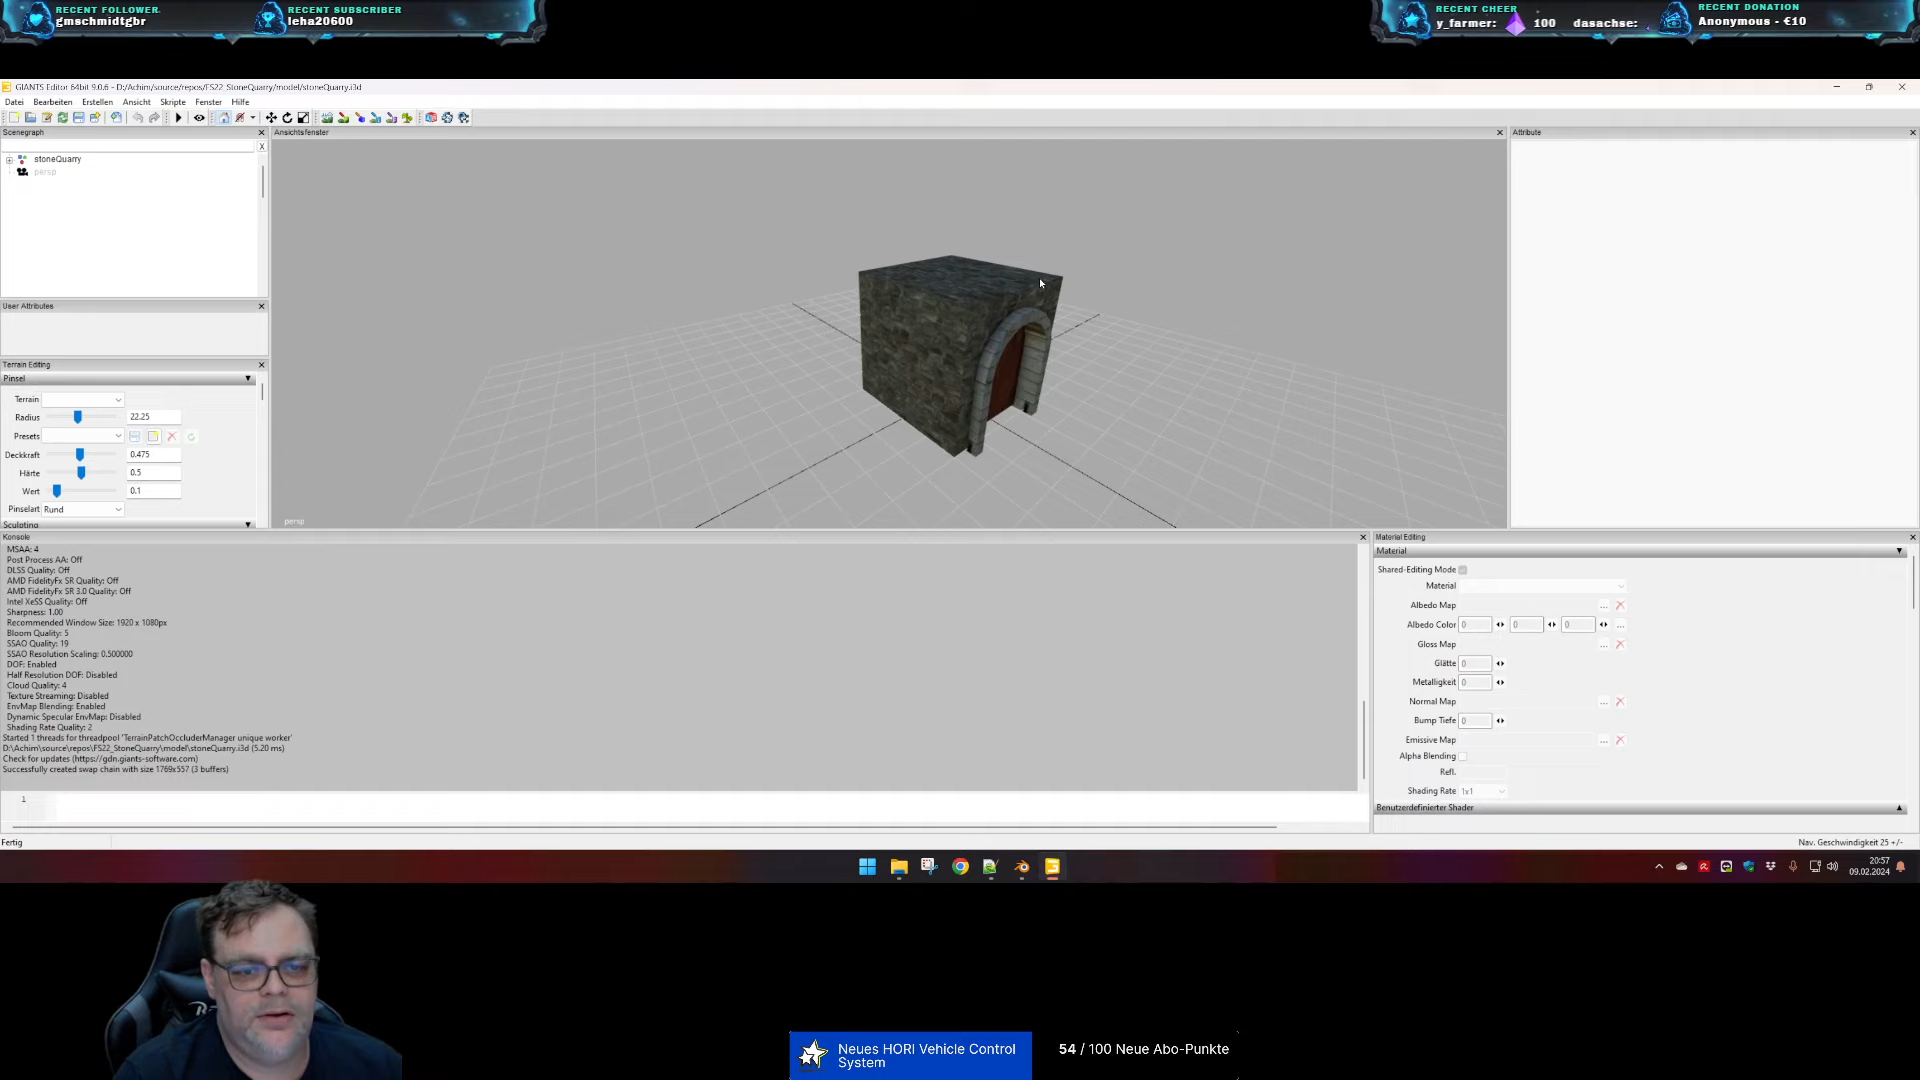 RECENT FOLLOWER
gmschmidtgbr
RECENT SUBSCRIBER
leha20600
RECENT CHEER
y_farmer: 100 dasachse:
RECENT DONATION
Anonymous - €10
GIANTS Editor 64bit 9.0.6 - D:/Achim/source/repos/FS22_StoneQuarry/model/stoneQuarry.i3d
Datei Bearbeiten Erstellen Ansicht Skripte Fenster Hilfe
Scenegraph
Ansichtsfenster
Attribute
X
stoneQuarry
persp
User Attributes
Terrain Editing
Pinsel
Terrain
Radius 22.25
Presets
Deckkraft 0.475
Härte 0.5
Wert 0.1
Pinselart Rund
Sculpting
persp
Konsole
MSAA: 4
Post Process AA: Off
DLSS Quality: Off
AMD FidelityFx SR Quality: Off
AMD FidelityFx SR 3.0 Quality: Off
Intel XeSS Quality: Off
Sharpness: 1.00
Recommended Window Size: 1920 x 1080px
Bloom Quality: 5
SSAO Quality: 19
SSAO Resolution Scaling: 0.500000
DOF: Enabled
Half Resolution DOF: Disabled
Cloud Quality: 4
Texture Streaming: Disabled
EnvMap Blending: Enabled
Dynamic Specular EnvMap: Disabled
Shading Rate Quality: 2
Started 1 threads for threadpool 'TerrainPatchOccluderManager unique worker'
D:\Achim\source\repos\FS22_StoneQuarry\model\stoneQuarry.i3d (5.20 ms)
Check for updates (https://gdn.giants-software.com)
Successfully created swap chain with size 1769x557 (3 buffers)
1
Fertig
Material Editing
Material
Shared-Editing Mode
Material
Albedo Map ...
Albedo Color 0 0 0 ...
Gloss Map ...
Glätte 0
Metalligkeit 0
Normal Map ...
Bump Tiefe 0
Emissive Map ...
Alpha Blending
Refl.
Shading Rate 1x1
Benutzerdefinierter Shader
Nav. Geschwindigkeit 25 +/-
20:57
09.02.2024
Neues HORI Vehicle Control
System
54 / 100 Neue Abo-Punkte